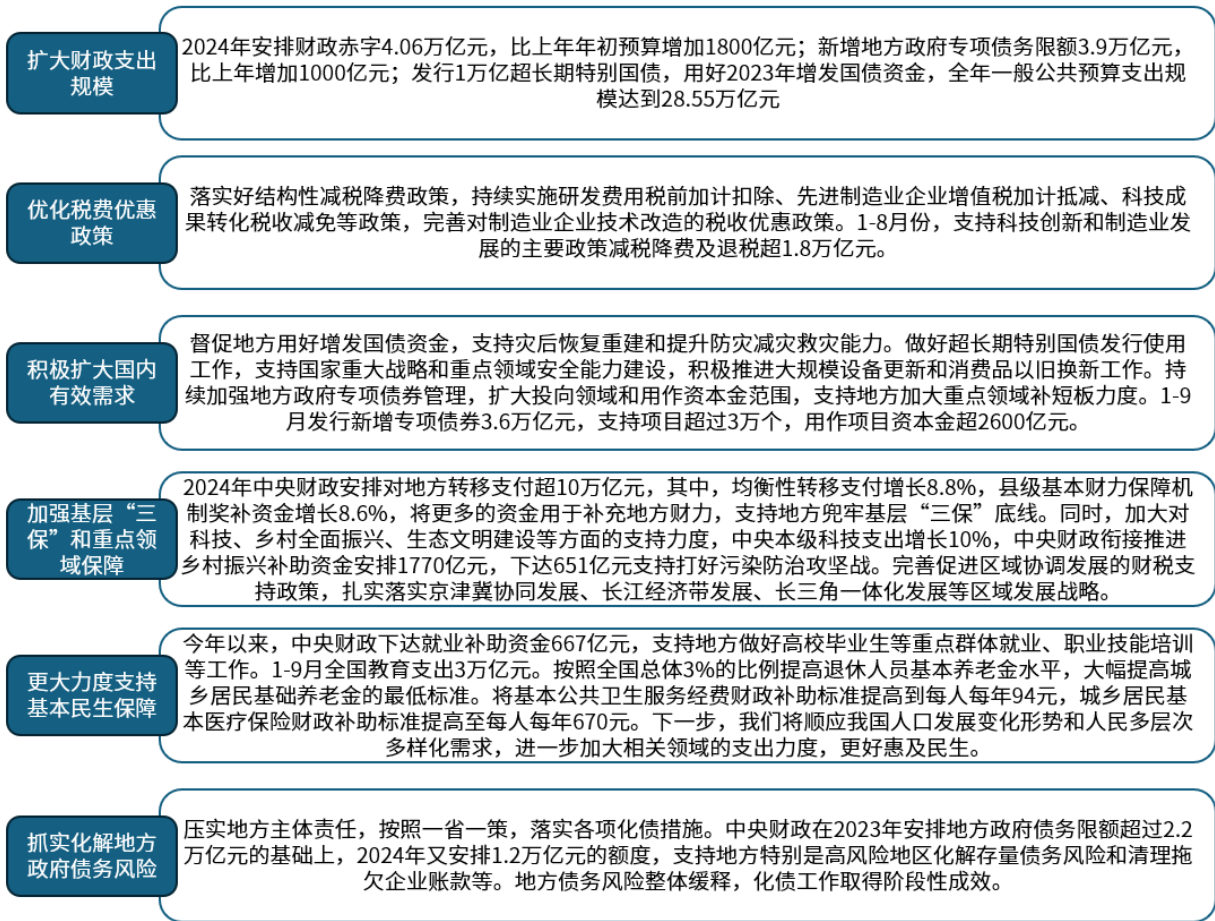 扩大财政支出
规模
2024年安排财政赤字4.06万亿元，比上年年初预算增加1800亿元；新增地方政府专项债务限额3.9万亿元，
比上年增加1000亿元；发行1万亿超长期特别国债，用好2023年增发国债资金，全年一般公共预算支出规
模达到28.55万亿元
优化税费优惠
政策
落实好结构性减税降费政策，持续实施研发费用税前加计扣除、先进制造业企业增值税加计抵减、科技成
果转化税收减免等政策，完善对制造业企业技术改造的税收优惠政策。1-8月份，支持科技创新和制造业发
展的主要政策减税降费及退税超1.8万亿元。
积极扩大国内
有效需求
督促地方用好增发国债资金，支持灾后恢复重建和提升防灾减灾救灾能力。做好超长期特别国债发行使用
工作，支持国家重大战略和重点领域安全能力建设，积极推进大规模设备更新和消费品以旧换新工作。持
续加强地方政府专项债券管理，扩大投向领域和用作资本金范围，支持地方加大重点领域补短板力度。1-9
月发行新增专项债券3.6万亿元，支持项目超过3万个，用作项目资本金超2600亿元。
加强基层“三
保”和重点领
域保障
2024年中央财政安排对地方转移支付超10万亿元，其中，均衡性转移支付增长8.8%，县级基本财力保障机
制奖补资金增长8.6%，将更多的资金用于补充地方财力，支持地方兜牢基层“三保”底线。同时，加大对
科技、乡村全面振兴、生态文明建设等方面的支持力度，中央本级科技支出增长10%，中央财政衔接推进
乡村振兴补助资金安排1770亿元，下达651亿元支持打好污染防治攻坚战。完善促进区域协调发展的财税支
持政策，扎实落实京津冀协同发展、长江经济带发展、长三角一体化发展等区域发展战略。
更大力度支持
基本民生保障
今年以来，中央财政下达就业补助资金667亿元，支持地方做好高校毕业生等重点群体就业、职业技能培训
等工作。1-9月全国教育支出3万亿元。按照全国总体3%的比例提高退休人员基本养老金水平，大幅提高城
乡居民基础养老金的最低标准。将基本公共卫生服务经费财政补助标准提高到每人每年94元，城乡居民基
本医疗保险财政补助标准提高至每人每年670元。下一步，我们将顺应我国人口发展变化形势和人民多层次
多样化需求，进一步加大相关领域的支出力度，更好惠及民生。
抓实化解地方
政府债务风险
压实地方主体责任，按照一省一策，落实各项化债措施。中央财政在2023年安排地方政府债务限额超过2.2
万亿元的基础上，2024年又安排1.2万亿元的额度，支持地方特别是高风险地区化解存量债务风险和清理拖
欠企业账款等。地方债务风险整体缓释，化债工作取得阶段性成效。